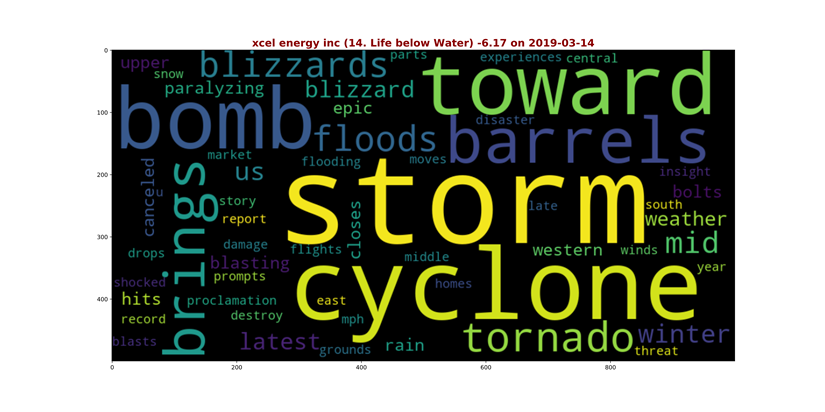 xcel energy inc (14. Life below Water) -6.17 on 2019-03-14
0
100
200
300
400
0
200
400
600
800
upper
snow
blizzards
parts
experiences
central
paralyzing
blizzard
toward
bomb
epic
disaster
floods
barrels
market
flooding
moves
us
canceled
u
brings
storm
insight
bolts
story
late
south
report
closes
weather
damage
flights
western
winds
mid
drops
blasting
middle
year
shocked
prompts
cyclone
homes
hits
proclamation
east
record
destroy
mph
tornado
winter
blasts
latest
grounds
rain
threat